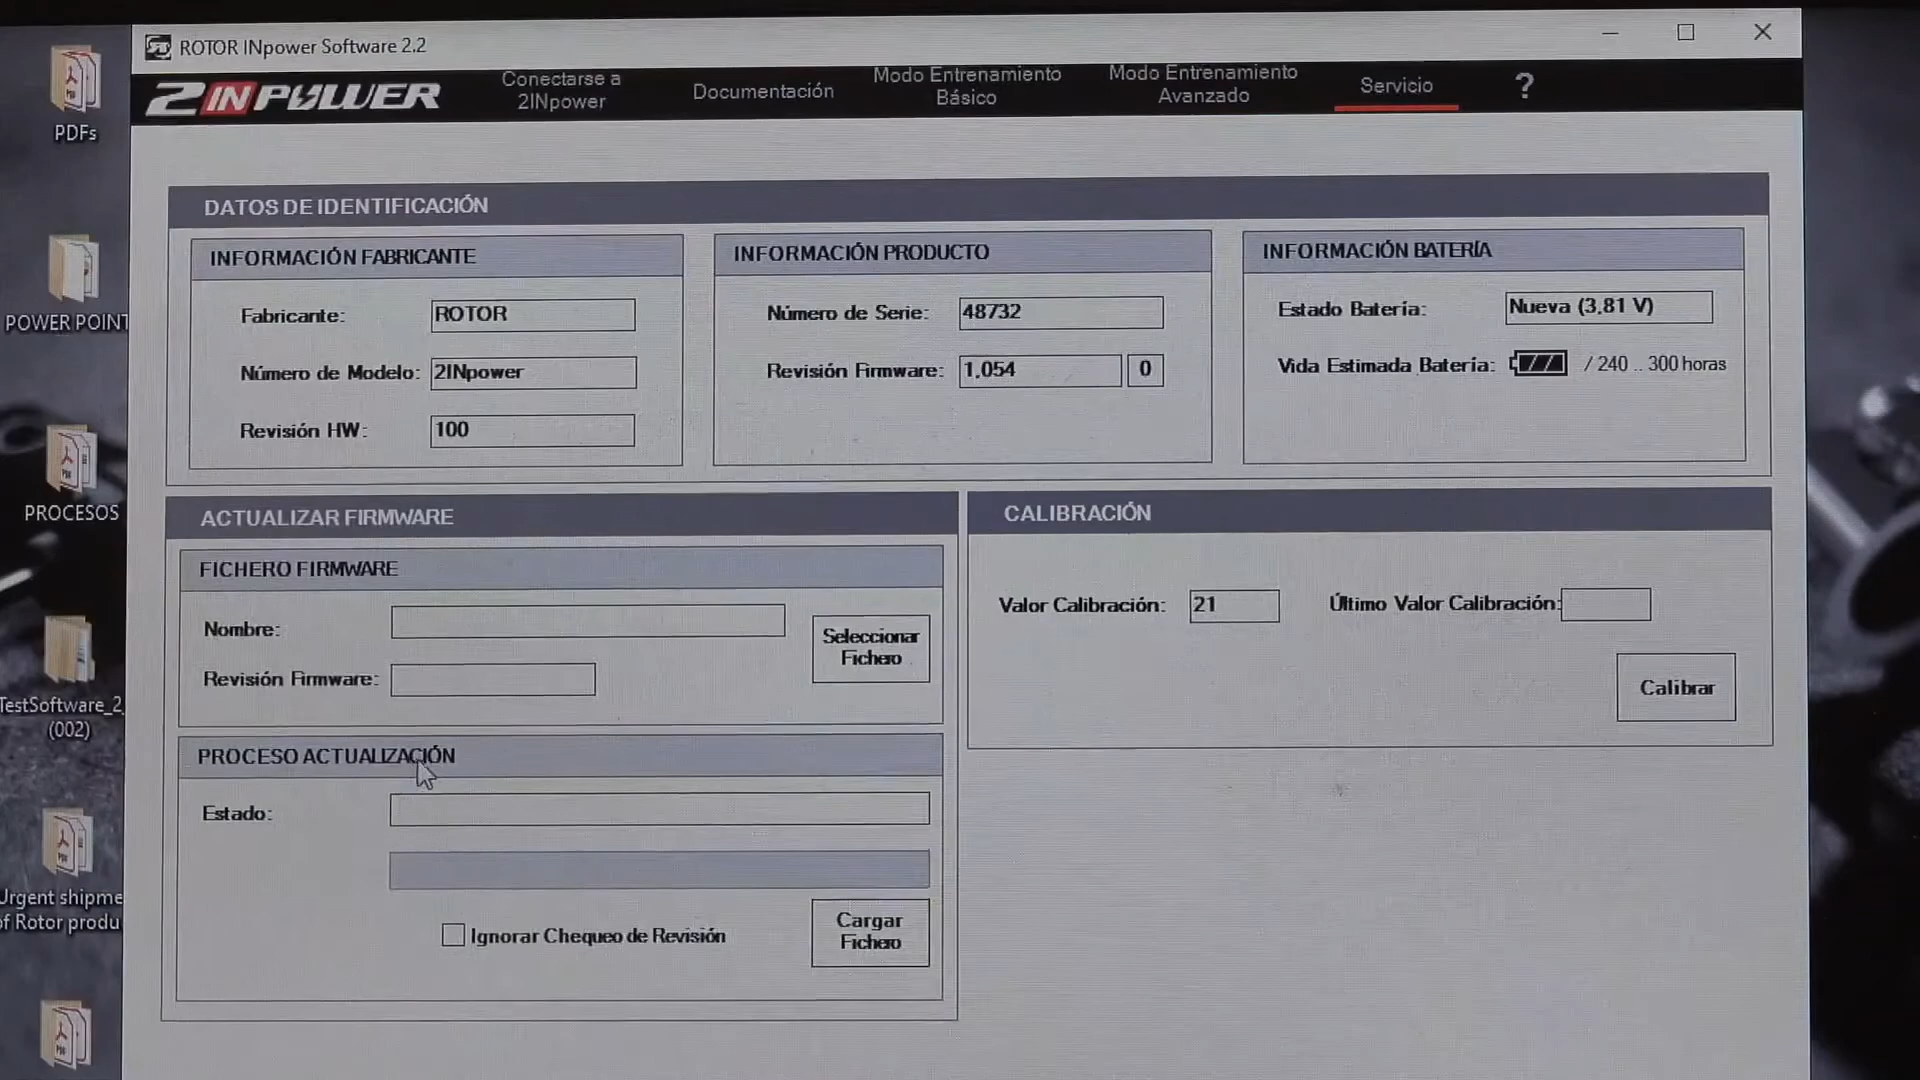 ROTOR INpower Software 2.2
2INPOWER
Conectarse a
2INpower
Documentación
Modo Entrenamiento
Básico
Modo Entrenamiento
Avanzado
Servicio
?
PDFs
POWER POINT
PROCESOS
TestSoftware_2_
(002)
Urgent shipme
of Rotor produ
DATOS DE IDENTIFICACIÓN
INFORMACIÓN FABRICANTE
Fabricante: ROTOR
Número de Modelo: 2INpower
Revisión HW: 100
INFORMACIÓN PRODUCTO
Número de Serie: 48732
Revisión Firmware: 1.054 0
INFORMACIÓN BATERÍA
Estado Batería: Nueva (3,81 V)
Vida Estimada Batería: / 240 .. 300 horas
ACTUALIZAR FIRMWARE
FICHERO FIRMWARE
Nombre:
Revisión Firmware:
Seleccionar
Fichero
PROCESO ACTUALIZACIÓN
Estado:
Ignorar Chequeo de Revisión
Cargar
Fichero
CALIBRACIÓN
Valor Calibración: 21
Último Valor Calibración:
Calibrar